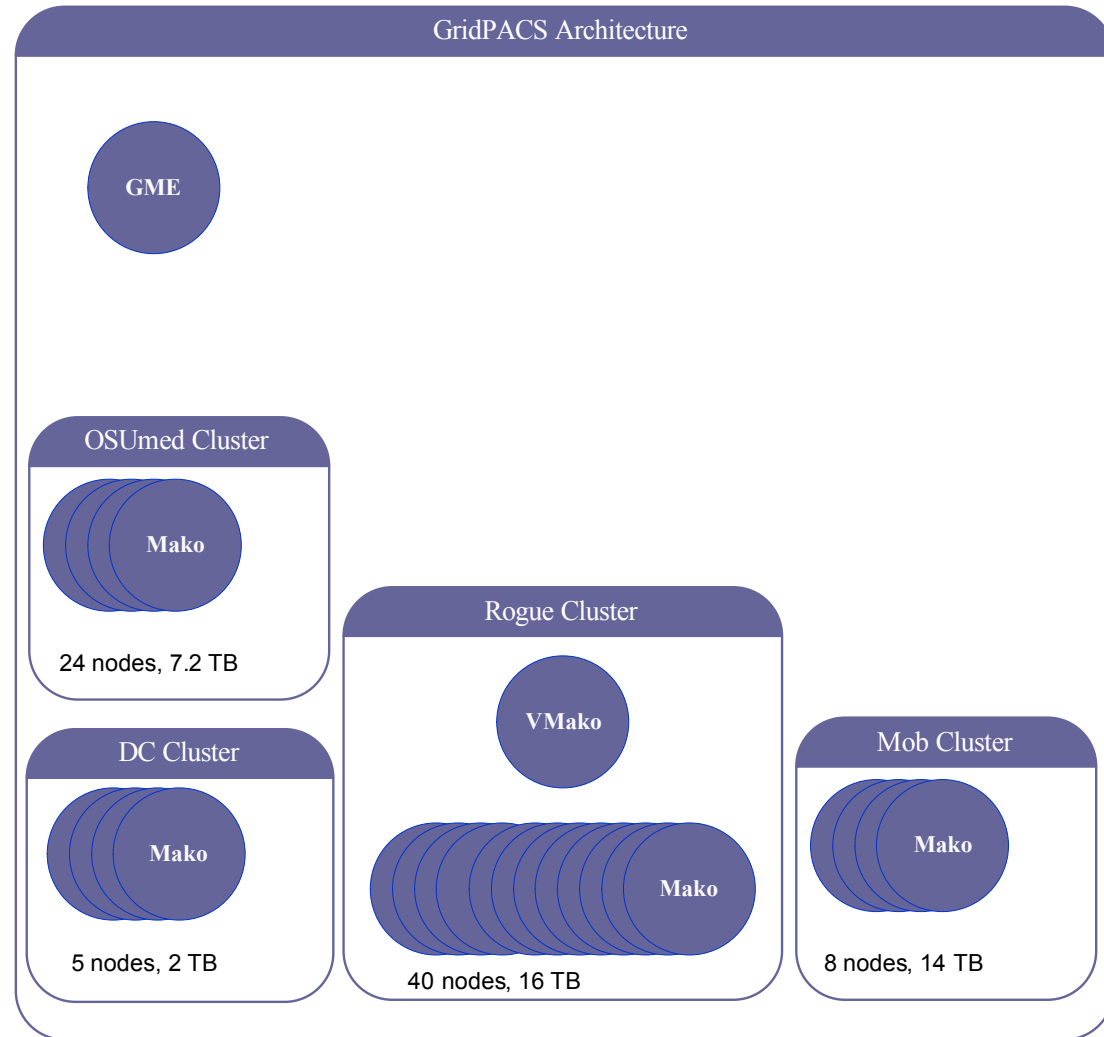 GridPACS Architecture
GME
OSUmed Cluster
Mako
24 nodes, 7.2 TB
DC Cluster
Mako
5 nodes, 2 TB
Rogue Cluster
VMako
Mako
40 nodes, 16 TB
Mob Cluster
Mako
8 nodes, 14 TB